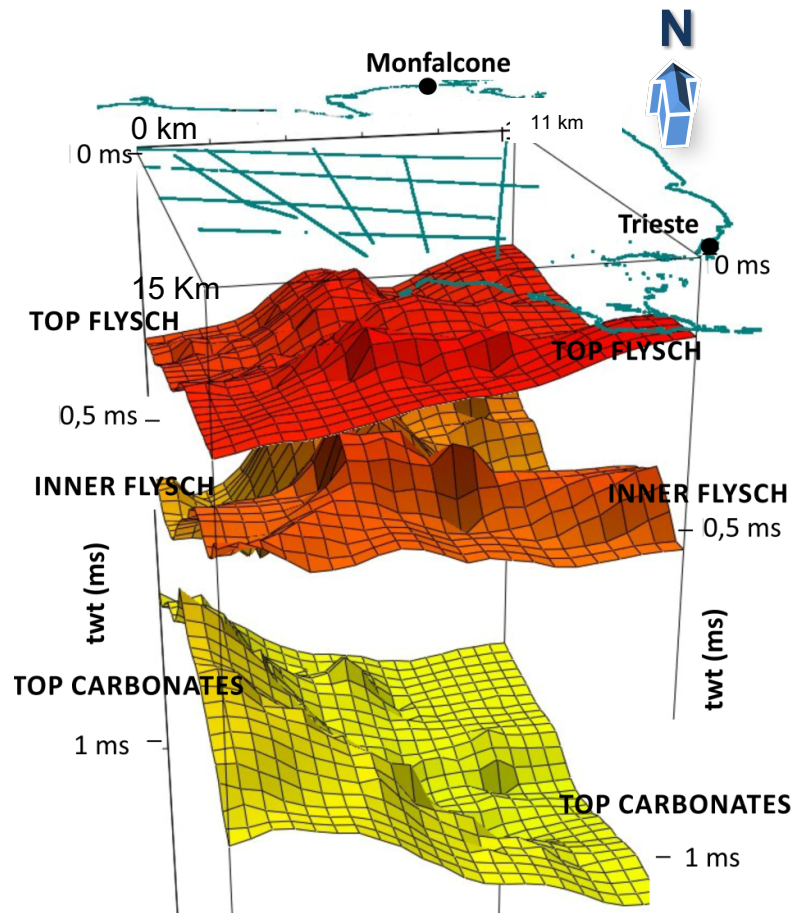 N
Monfalcone
0 km
11 km
0 ms
Trieste
0 ms
15 Km
TOP FLYSCH
TOP FLYSCH
0,5 ms
INNER FLYSCH
INNER FLYSCH
0,5 ms
twt (ms)
twt (ms)
TOP CARBONATES
1 ms
TOP CARBONATES
1 ms